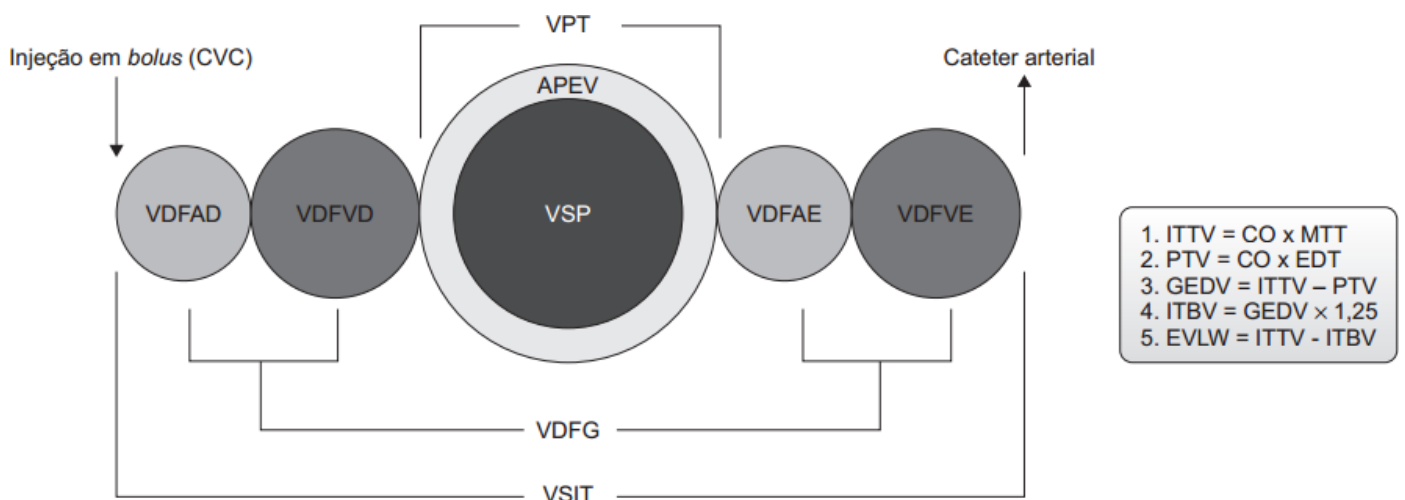 VPT
Injeção em bolus (CVC)
Cateter arterial
APEV
VDFAD
VDFVD
VSP
VDFAE
VDFVE
1. ITTV = CO x MTT
2. PTV = CO x EDT
3. GEDV = ITTV – PTV
4. ITBV = GEDV × 1,25
5. EVLW = ITTV - ITBV
VDFG
VSIT